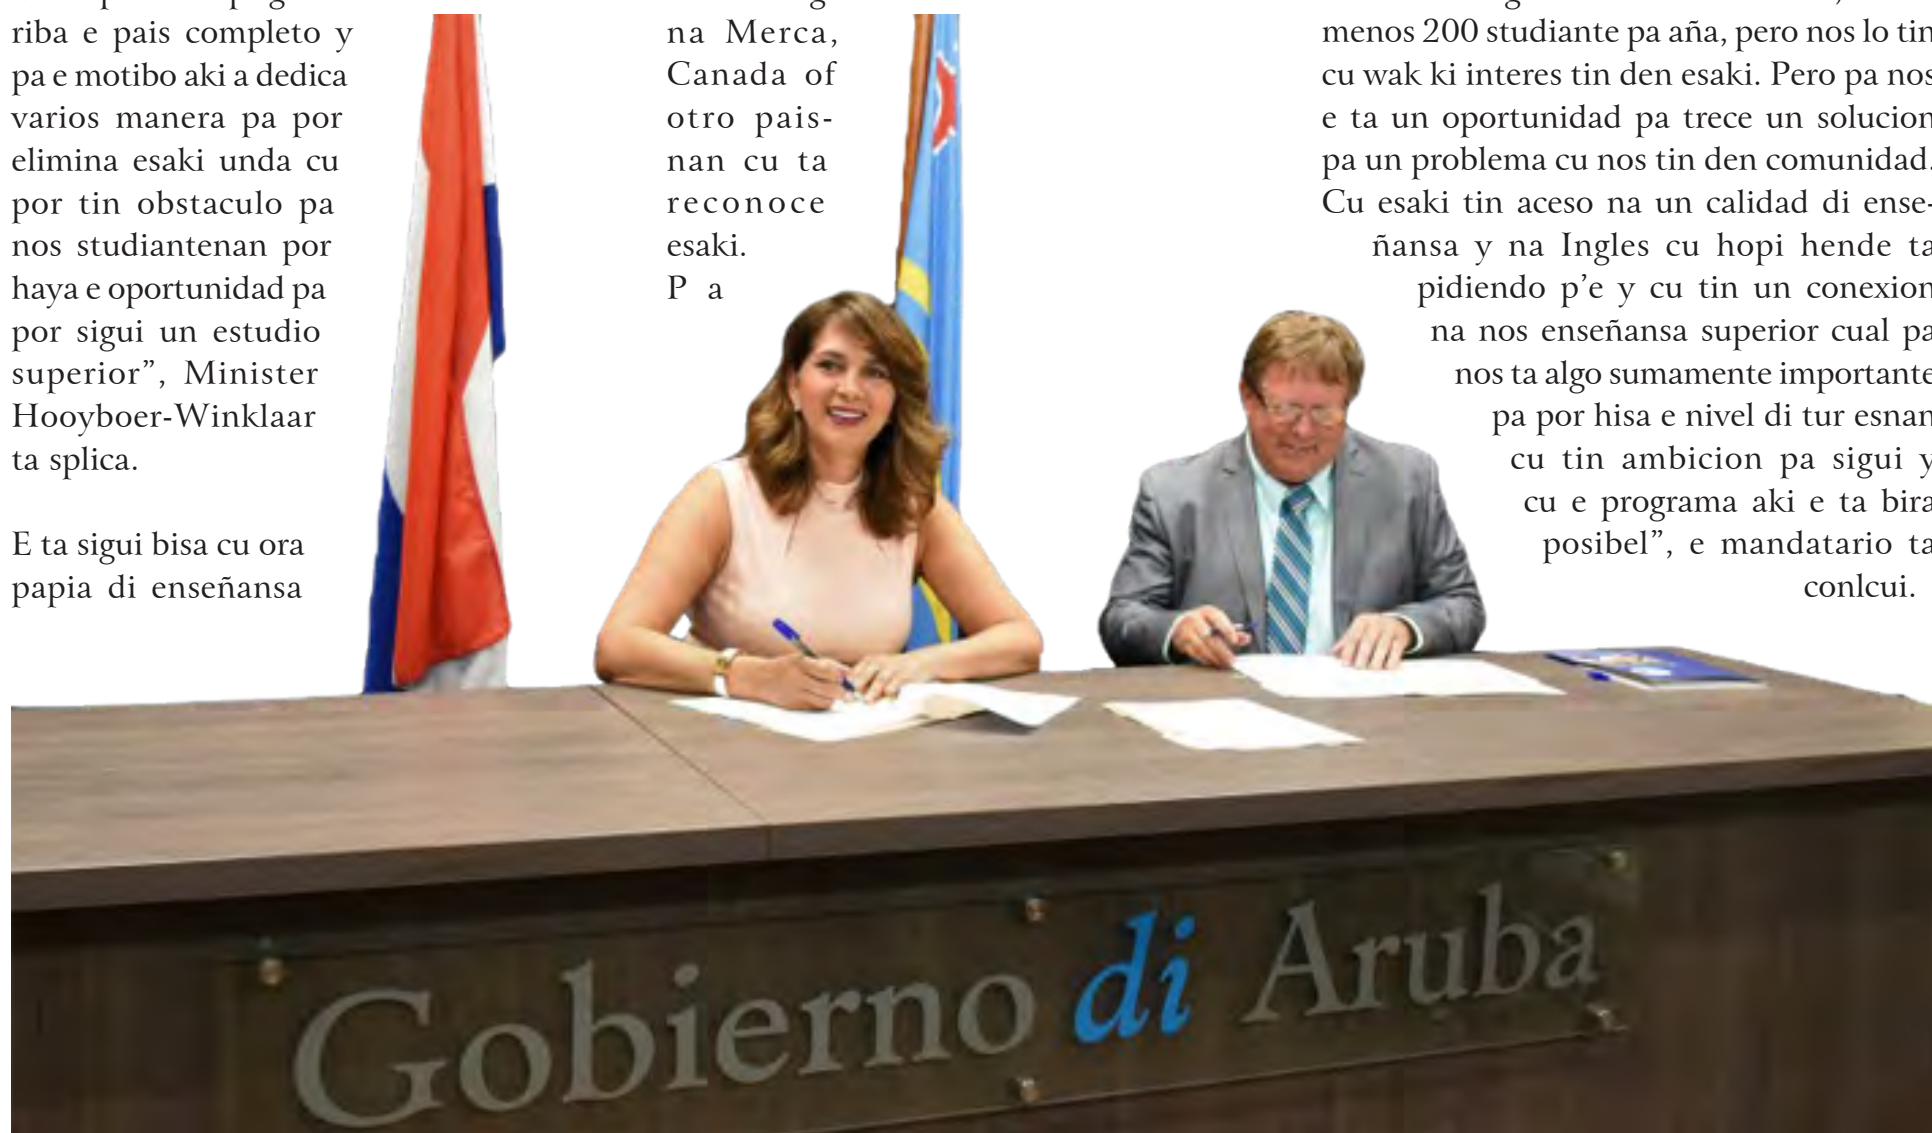 riba e pais completo y
pa e motibo aki a dedica
varios manera pa por
elimina esaki unda cu
por tin obstaculo pa
nos studiantenan por
haya e oportunidad pa
por sigui un estudio
superior”, Minister
Hooyboer-Winklaar
ta splica.
E ta sigui bisa cu ora
papia di enseñansa
na Merca,
Canada of
otro pais-
nan cu ta
reconoce
esaki.
P a
menos 200 studiante pa aña, pero nos lo tin
cu wak ki interes tin den esaki. Pero pa nos
e ta un oportunidad pa trece un solucion
pa un problema cu nos tin den comunidad.
Cu esaki tin aceso na un calidad di ense-
ñansa y na Ingles cu hopi hende ta
pidiendo p’e y cu tin un conexion
na nos enseñansa superior cual pa
nos ta algo sumamente importante
pa por hisa e nivel di tur esnan
cu tin ambicion pa sigui y
cu e programa aki e ta bira
posibel”, e mandatario ta
conlcui.
Gobierno di Aruba